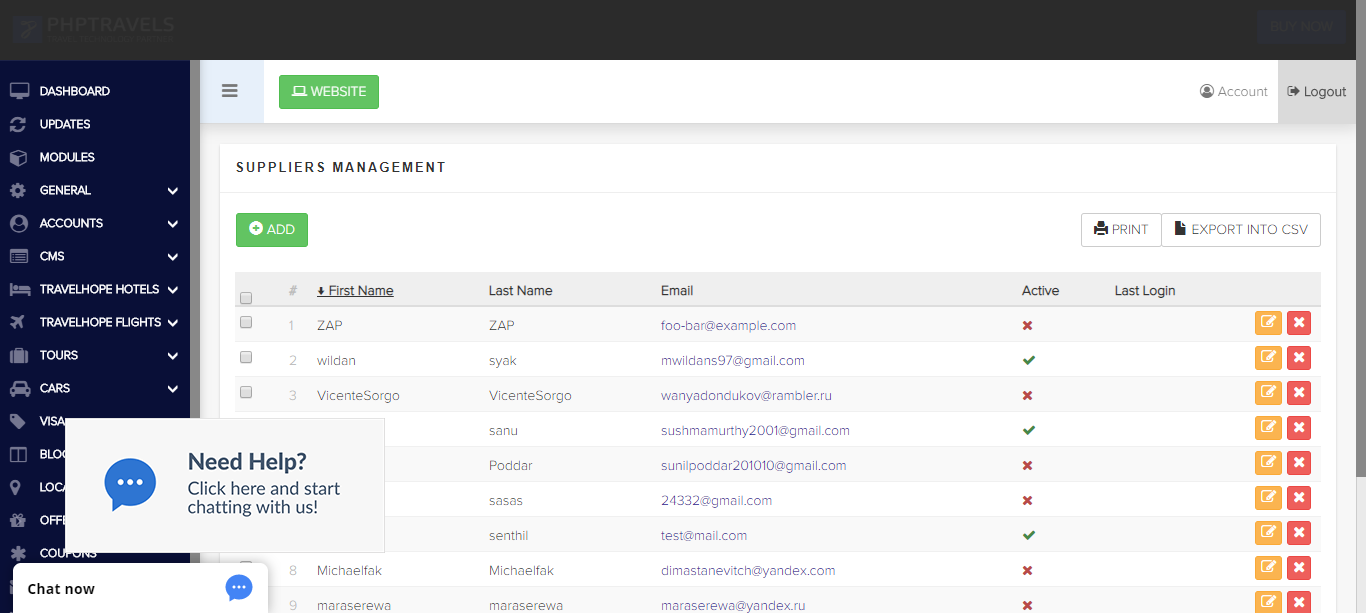 PHPTRAVELS
BUY NOW
DASHBOARD
UPDATES
MODULES
GENERAL
ACCOUNTS
CMS
TRAVELHOPE HOTELS
TRAVELHOPE FLIGHTS
TOURS
CARS
VISA
BLO
LOCA
OFFE
COUPONS
WEBSITE
Account
Logout
SUPPLIERS MANAGEMENT
ADD
PRINT
EXPORT INTO CSV
# First Name Last Name Email Active Last Login
1 ZAP ZAP foo-bar@example.com
2 wildan syak mwildans97@gmail.com
3 VicenteSorgo VicenteSorgo wanyadondukov@rambler.ru
sanu sushmamurthy2001@gmail.com
Poddar sunilpoddar201010@gmail.com
sasas 24332@gmail.com
senthil test@mail.com
8 Michaelfak Michaelfak dimastanevitch@yandex.com
9 maraserewa maraserewa maraserewa@yandex.ru
Need Help?
Click here and start
chatting with us!
Chat now